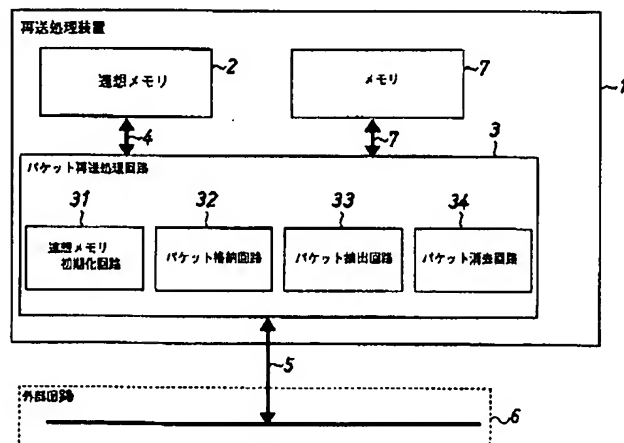 再送処理装置
連想メモリ
2
メモリ
7
1
4
7
3
パケット再送処理回路
31
連想メモリ
初期化回路
32
パケット格納回路
33
パケット抽出回路
34
パケット消去回路
5
外部回路
6